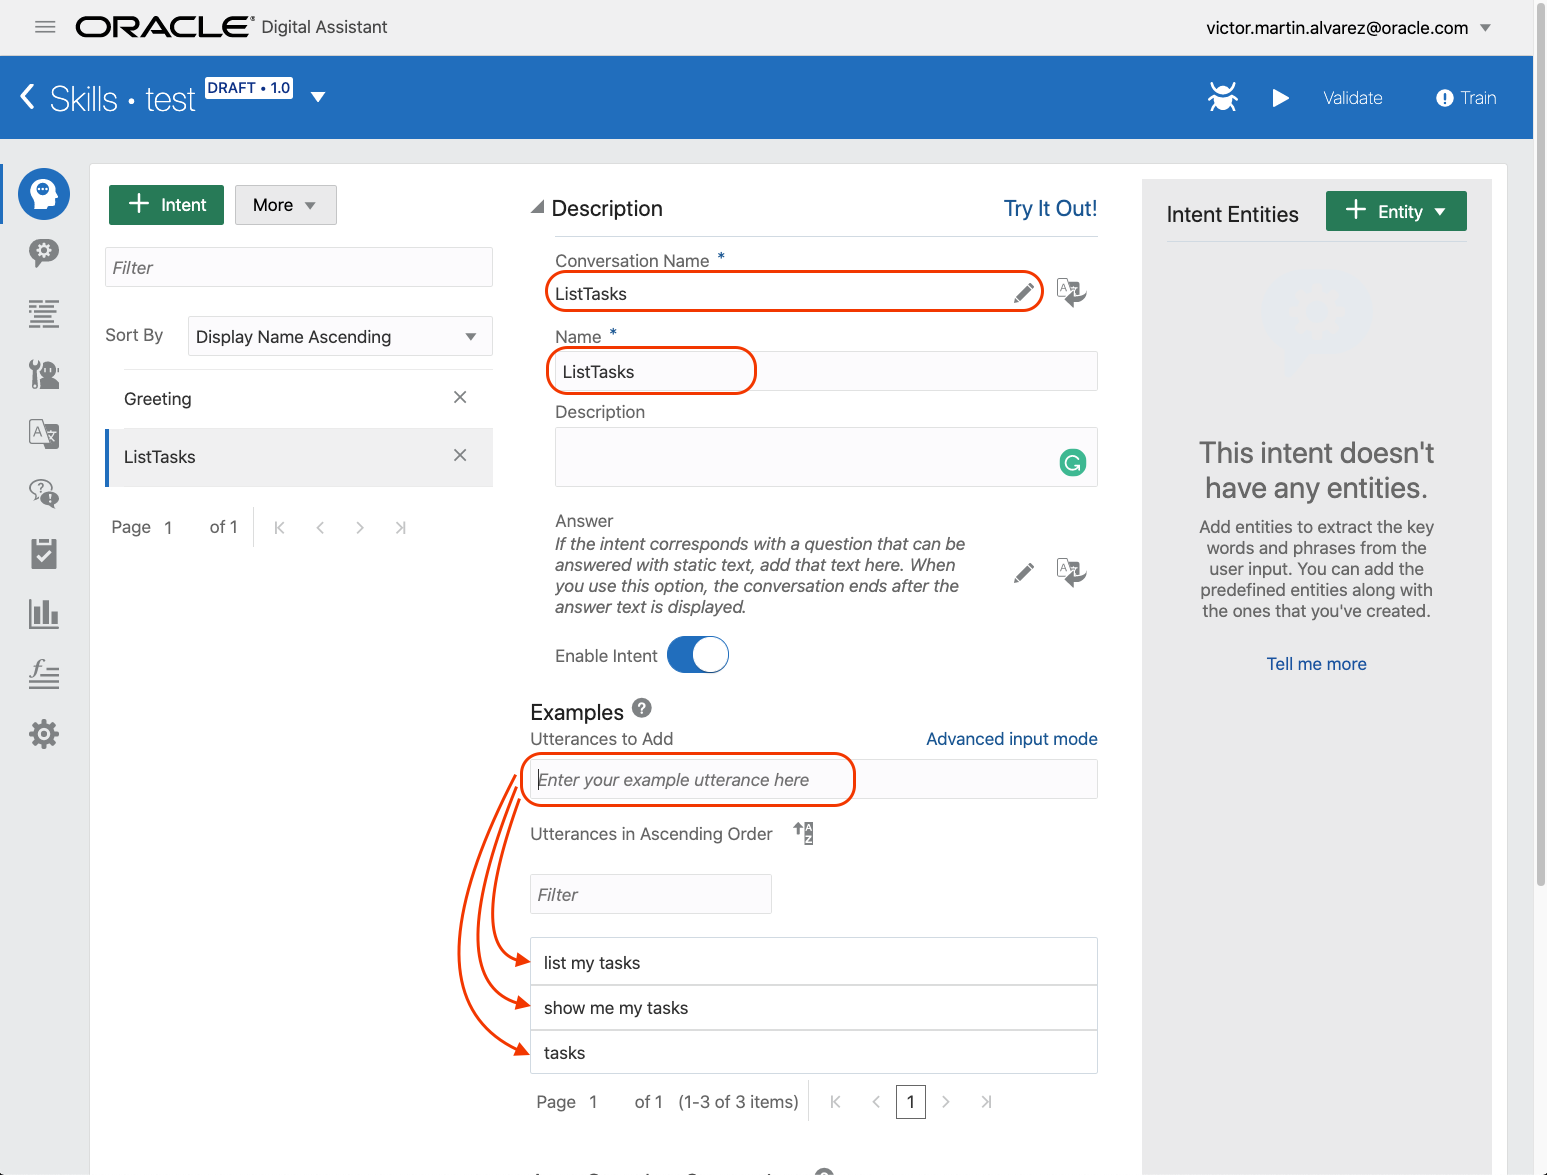 ORACLE® Digital Assistant
victor.martin.alvarez@oracle.com
Skills • test DRAFT • 1.0
Validate
Train
Intent
More
Filter
Sort By
Display Name Ascending
Greeting
ListTasks
Page 1 of 1
Description
Try It Out!
Conversation Name *
ListTasks
Name *
ListTasks
Description
Answer
If the intent corresponds with a question that can be
answered with static text, add that text here. When
you use this option, the conversation ends after the
answer text is displayed.
Enable Intent
Examples ?
Utterances to Add
Advanced input mode
Enter your example utterance here
Utterances in Ascending Order
Filter
list my tasks
show me my tasks
tasks
Page 1 of 1 (1-3 of 3 items)
1
Intent Entities
Entity
This intent doesn't
have any entities.
Add entities to extract the key
words and phrases from the
user input. You can add the
predefined entities along with
the ones that you've created.
Tell me more